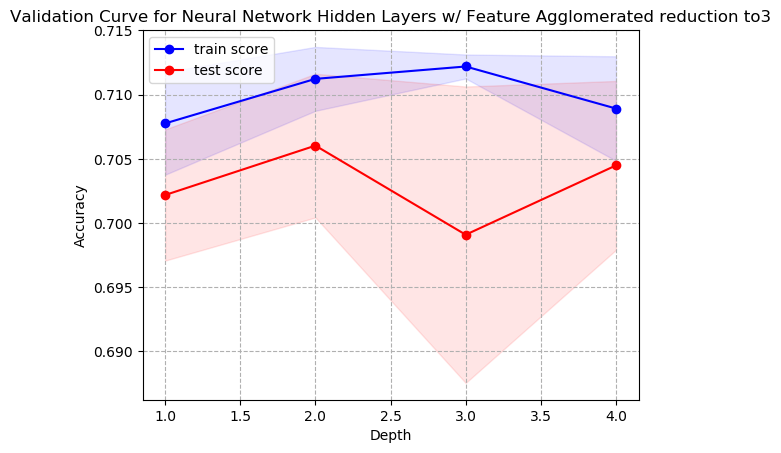 Validation Curve for Neural Network Hidden Layers w/ Feature Agglomerated reduction to3
train score
test score
0.715
0.710
0.705
0.700
0.695
0.690
Accuracy
1.0 1.5 2.0 2.5 3.0 3.5 4.0
Depth